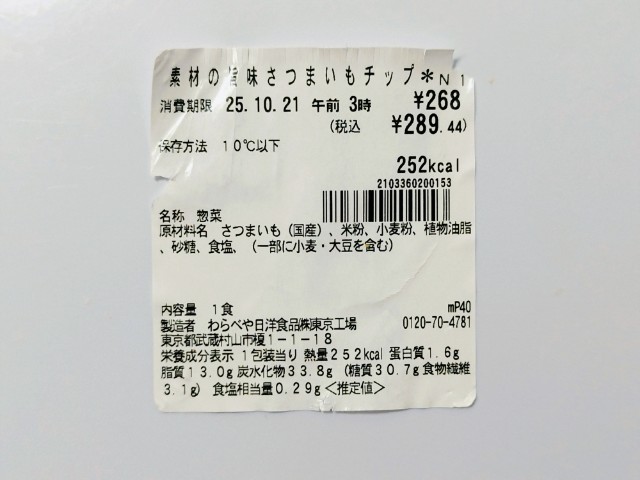 素材の旨味さつまいもチップ＊N１
消費期限 25.10.21 午前 3時 ¥268
(税込 ¥289.44)
保存方法 １０℃以下
252kcal
2103360200153
名称 惣菜
原材料名 さつまいも（国産）、米粉、小麦粉、植物油脂
、砂糖、食塩、（一部に小麦・大豆を含む）
内容量 １食 mP40
製造者 わらべや日洋食品㈱東京工場 0120-70-4781
東京都武蔵村山市榎１－１－１８
栄養成分表示 １包装当り 熱量２５２kcal 蛋白質１.６g
脂質１３.０g 炭水化物３３.８g （糖質３０.７g 食物繊維
３.１g） 食塩相当量０.２９g＜推定値＞